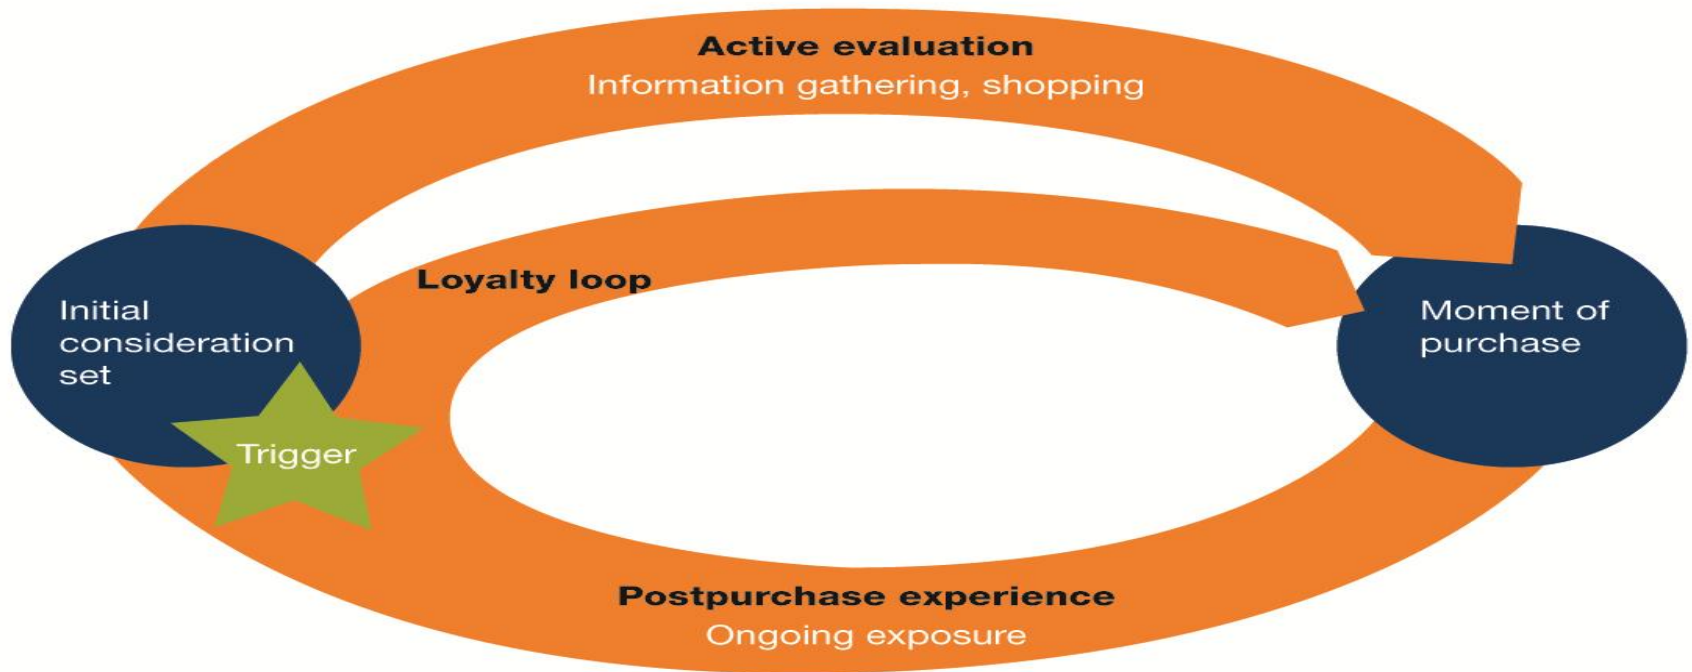 Active evaluation
Information gathering, shopping
Loyalty loop
Initial
consideration
set
Trigger
Moment of
purchase
Postpurchase experience
Ongoing exposure